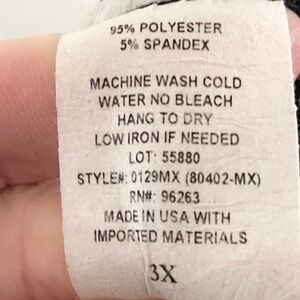 95% POLYESTER
5% SPANDEX
MACHINE WASH COLD
WATER NO BLEACH
HANG TO DRY
LOW IRON IF NEEDED
LOT: 55880
STYLE#: 0129MX (80402-MX)
RN#: 96263
MADE IN USA WITH
IMPORTED MATERIALS
3X